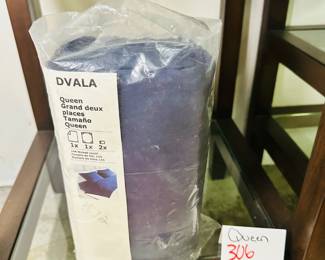 DVALA
Queen
Grand deux
places
Tamaño
Queen
1x 1x 2x
Queen
306